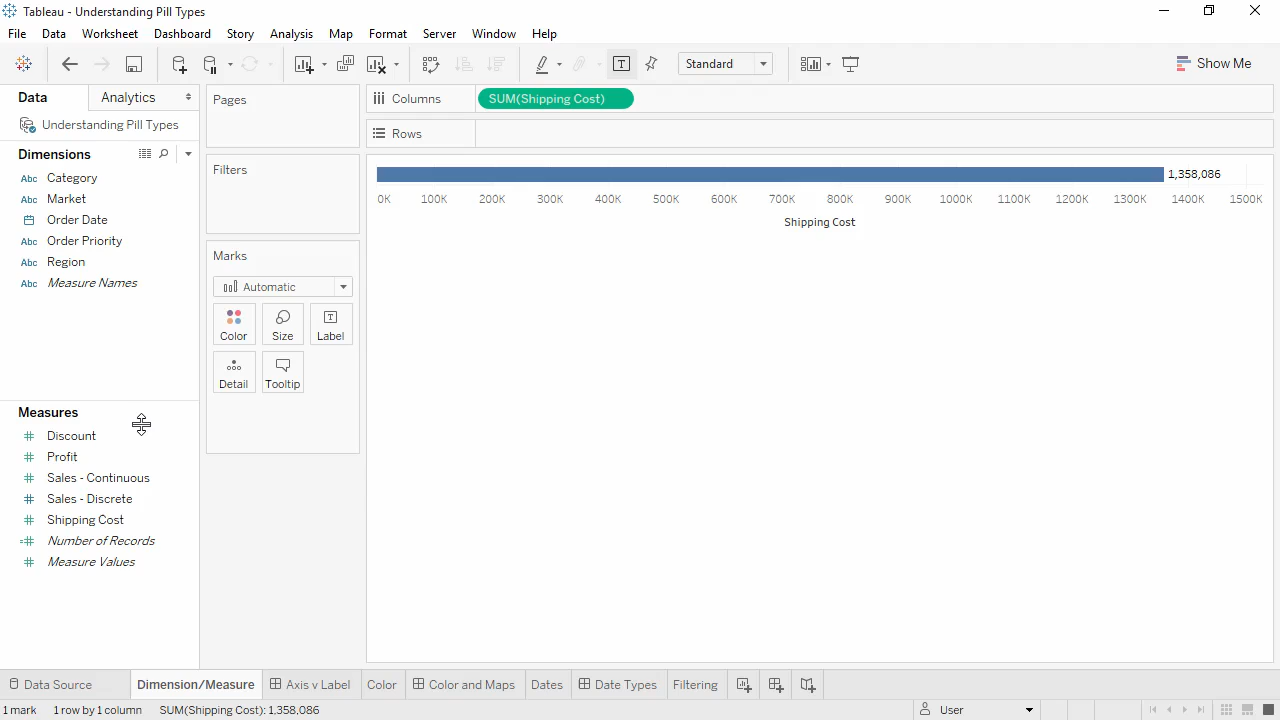 Tableau - Understanding Pill Types
File Data Worksheet Dashboard Story Analysis Map Format Server Window Help
Standard
Show Me
Data Analytics
Understanding Pill Types
Dimensions
Abc Category
Abc Market
Order Date
Abc Order Priority
Abc Region
Abc Measure Names
Measures
# Discount
# Profit
# Sales - Continuous
# Sales - Discrete
# Shipping Cost
=# Number of Records
# Measure Values
Pages
Filters
Marks
Automatic
Color Size Label
Detail Tooltip
Columns SUM(Shipping Cost)
Rows
1,358,086
0K 100K 200K 300K 400K 500K 600K 700K 800K 900K 1000K 1100K 1200K 1300K 1400K 1500K
Shipping Cost
Data Source Dimension/Measure Axis v Label Color Color and Maps Dates Date Types Filtering
1 mark 1 row by 1 column SUM(Shipping Cost): 1,358,086 User